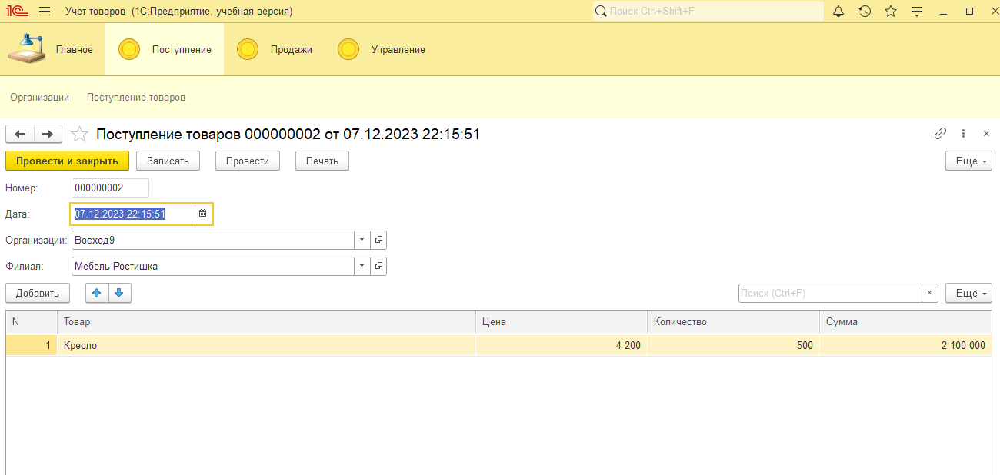 1С Учет товаров (1С:Предприятие, учебная версия) Поиск Ctrl+Shift+F
Главное Поступление Продажи Управление
Организации Поступление товаров
Поступление товаров 000000002 от 07.12.2023 22:15:51
Провести и закрыть Записать Провести Печать Еще
Номер: 000000002
Дата: 07.12.2023 22:15:51
Организации: Восход9
Филиал: Мебель Ростишка
Добавить Поиск (Ctrl+F) × Еще
N Товар Цена Количество Сумма
1 Кресло 4 200 500 2 100 000